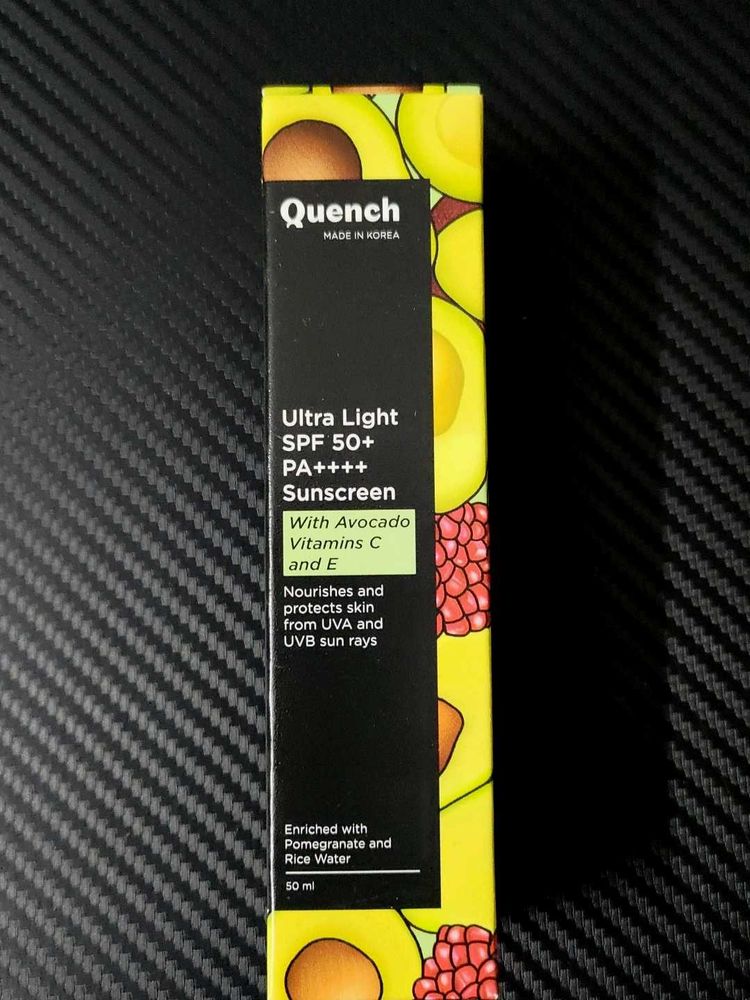 Quench
MADE IN KOREA
Ultra Light
SPF 50+
PA++++
Sunscreen
With Avocado
Vitamins C
and E
Nourishes and
protects skin
from UVA and
UVB sun rays
Enriched with
Pomegranate and
Rice Water
50 ml